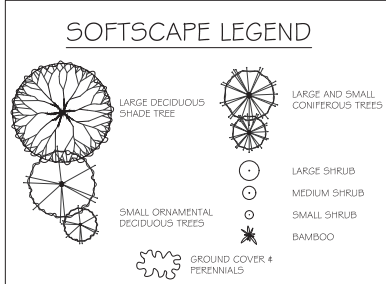 SOFTSCAPE LEGEND
LARGE DECIDUOUS
SHADE TREE
SMALL ORNAMENTAL
DECIDUOUS TREES
LARGE AND SMALL
CONIFEROUS TREES
LARGE SHRUB
MEDIUM SHRUB
SMALL SHRUB
BAMBOO
GROUND COVER &
PERENNIALS